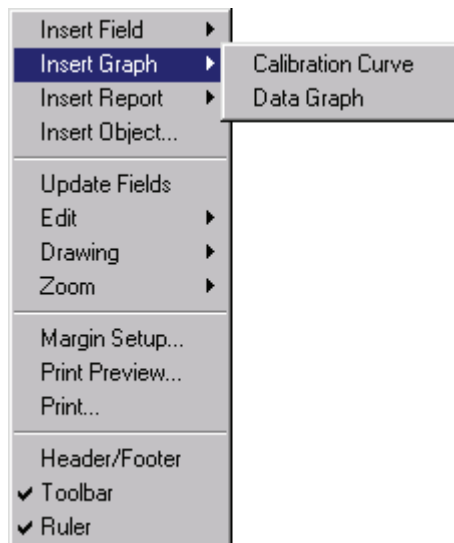 Insert Field
Insert Graph
Calibration Curve
Insert Report
Data Graph
Insert Object...
Update Fields
Edit
Drawing
Zoom
Margin Setup...
Print Preview...
Print...
Header/Footer
Toolbar
Ruler